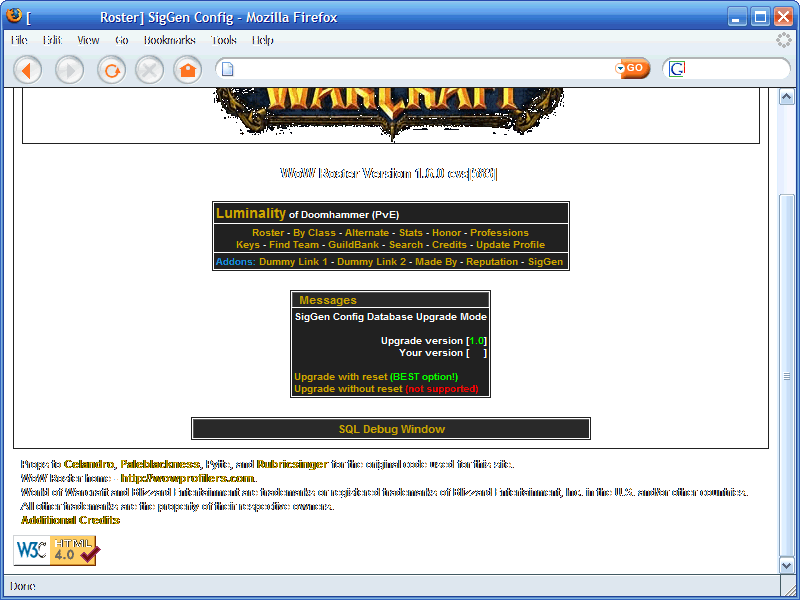 [ Roster] SigGen Config - Mozilla Firefox
File Edit View Go Bookmarks Tools Help
GO G
WARCRAFT
WoW Roster Version 1.6.0 cvs[583]
Luminality of Doomhammer (PvE)
Roster - By Class - Alternate - Stats - Honor - Professions
Keys - Find Team - GuildBank - Search - Credits - Update Profile
Addons: Dummy Link 1 - Dummy Link 2 - Made By - Reputation - SigGen
Messages
SigGen Config Database Upgrade Mode
Upgrade version [1.0]
Your version [ ]
Upgrade with reset (BEST option!)
Upgrade without reset (not supported)
SQL Debug Window
Props to Celandro, Paleblackness, Pytte, and Rubricsinger for the original code used for this site.
WoW Roster home - http://wowprofilers.com.
World of Warcraft and Blizzard Entertainment are trademarks or registered trademarks of Blizzard Entertainment, Inc. in the U.S. and/or other countries.
All other trademarks are the property of their respective owners.
Additional Credits
W3C HTML 4.0
Done